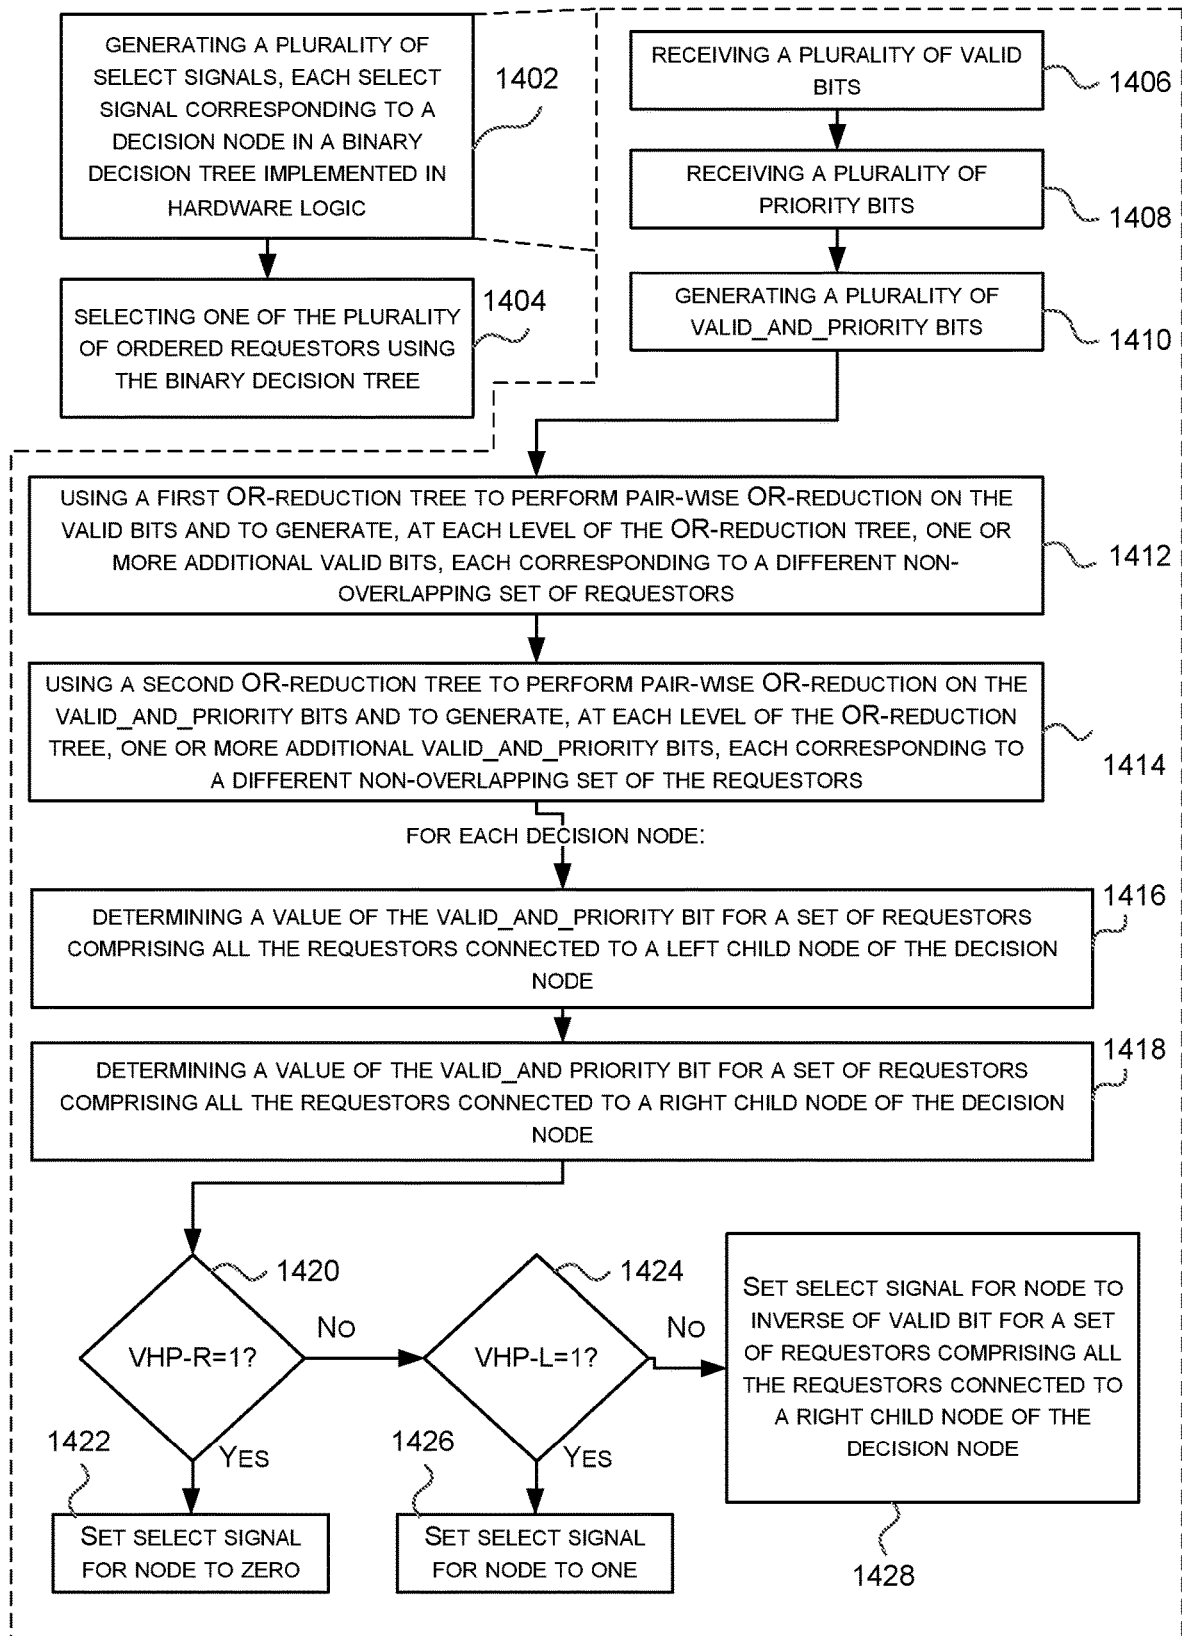 GENERATING A PLURALITY OF
SELECT SIGNALS, EACH SELECT
SIGNAL CORRESPONDING TO A
DECISION NODE IN A BINARY
DECISION TREE IMPLEMENTED IN
HARDWARE LOGIC
1402
SELECTING ONE OF THE PLURALITY
OF ORDERED REQUESTORS USING
THE BINARY DECISION TREE
1404
RECEIVING A PLURALITY OF VALID
BITS
1406
RECEIVING A PLURALITY OF
PRIORITY BITS
1408
GENERATING A PLURALITY OF
VALID_AND_PRIORITY BITS
1410
USING A FIRST OR-REDUCTION TREE TO PERFORM PAIR-WISE OR-REDUCTION ON THE
VALID BITS AND TO GENERATE, AT EACH LEVEL OF THE OR-REDUCTION TREE, ONE OR
MORE ADDITIONAL VALID BITS, EACH CORRESPONDING TO A DIFFERENT NON-
OVERLAPPING SET OF REQUESTORS
1412
USING A SECOND OR-REDUCTION TREE TO PERFORM PAIR-WISE OR-REDUCTION ON THE
VALID_AND_PRIORITY BITS AND TO GENERATE, AT EACH LEVEL OF THE OR-REDUCTION
TREE, ONE OR MORE ADDITIONAL VALID_AND_PRIORITY BITS, EACH CORRESPONDING TO
A DIFFERENT NON-OVERLAPPING SET OF THE REQUESTORS
1414
FOR EACH DECISION NODE:
DETERMINING A VALUE OF THE VALID_AND_PRIORITY BIT FOR A SET OF REQUESTORS
COMPRISING ALL THE REQUESTORS CONNECTED TO A LEFT CHILD NODE OF THE DECISION
NODE
1416
DETERMINING A VALUE OF THE VALID_AND PRIORITY BIT FOR A SET OF REQUESTORS
COMPRISING ALL THE REQUESTORS CONNECTED TO A RIGHT CHILD NODE OF THE DECISION
NODE
1418
VHP-R=1?
1420
NO
YES
SET SELECT SIGNAL
FOR NODE TO ZERO
1422
VHP-L=1?
1424
NO
YES
SET SELECT SIGNAL
FOR NODE TO ONE
1426
SET SELECT SIGNAL FOR NODE TO
INVERSE OF VALID BIT FOR A SET
OF REQUESTORS COMPRISING ALL
THE REQUESTORS CONNECTED TO
A RIGHT CHILD NODE OF THE
DECISION NODE
1428